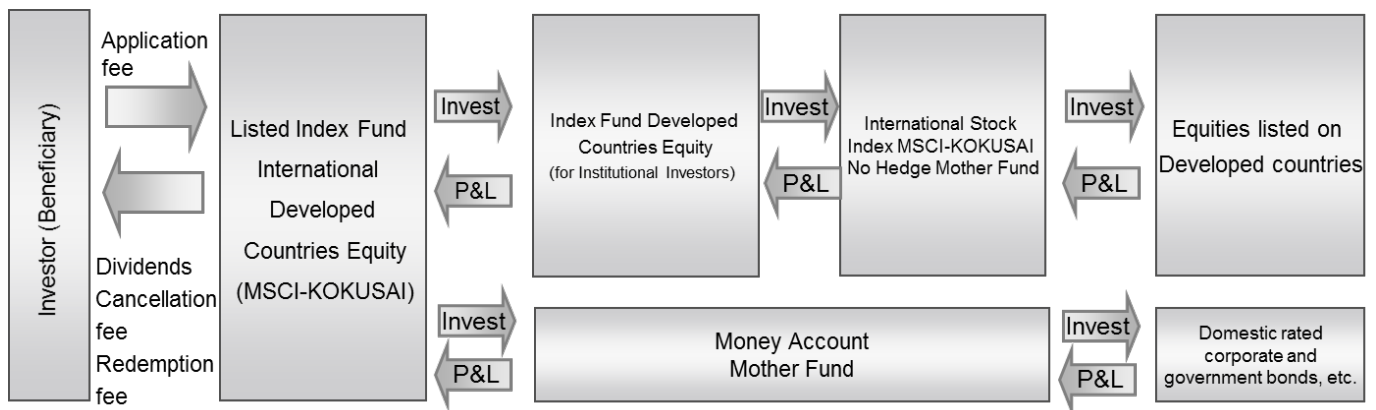 Investor (Beneficiary)
Application
fee
Dividends
Cancellation
fee
Redemption
fee
Listed Index Fund
International
Developed
Countries Equity
(MSCI-KOKUSAI)
Invest
P&L
Index Fund Developed
Countries Equity
(for Institutional Investors)
Invest
P&L
International Stock
Index MSCI-KOKUSAI
No Hedge Mother Fund
Invest
P&L
Equities listed on
Developed countries
Invest
P&L
Money Account
Mother Fund
Invest
P&L
Domestic rated
corporate and
government bonds, etc.